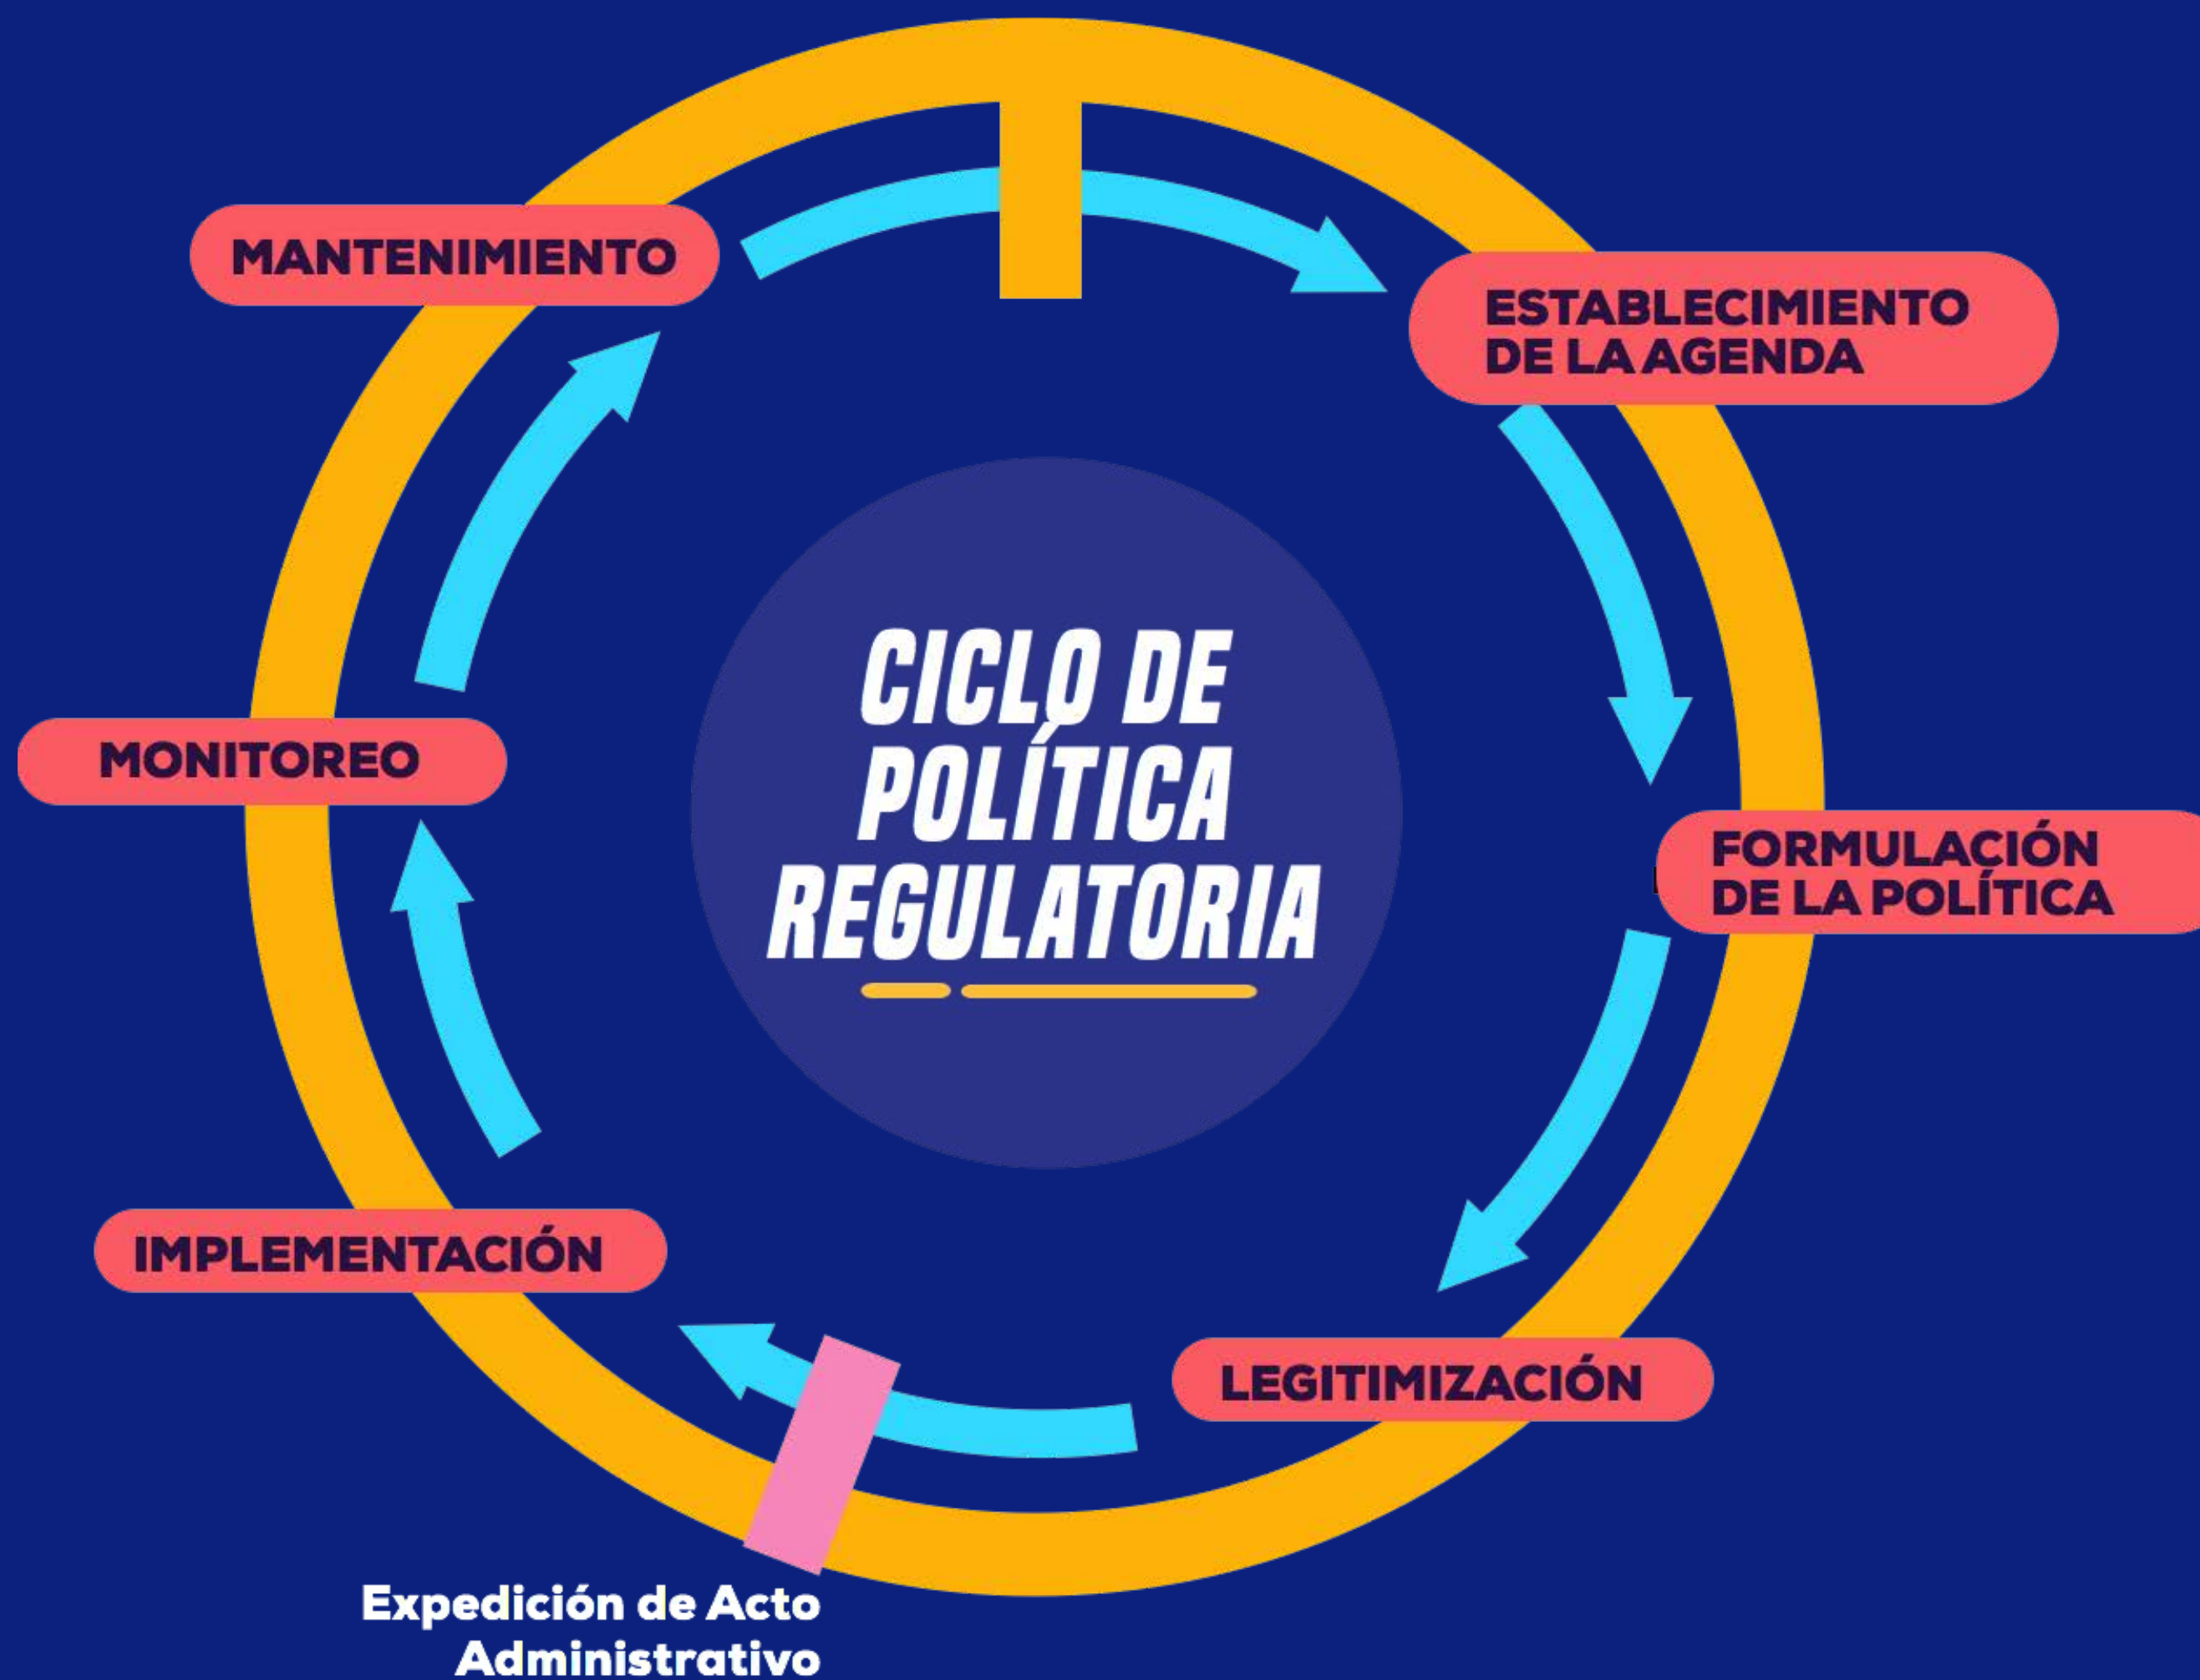 MANTENIMIENTO
ESTABLECIMIENTO
DE LA AGENDA
CICLO DE
POLÍTICA
REGULATORIA
MONITOREO
FORMULACIÓN
DE LA POLÍTICA
IMPLEMENTACIÓN
LEGITIMIZACIÓN
Expedición de Acto
Administrativo